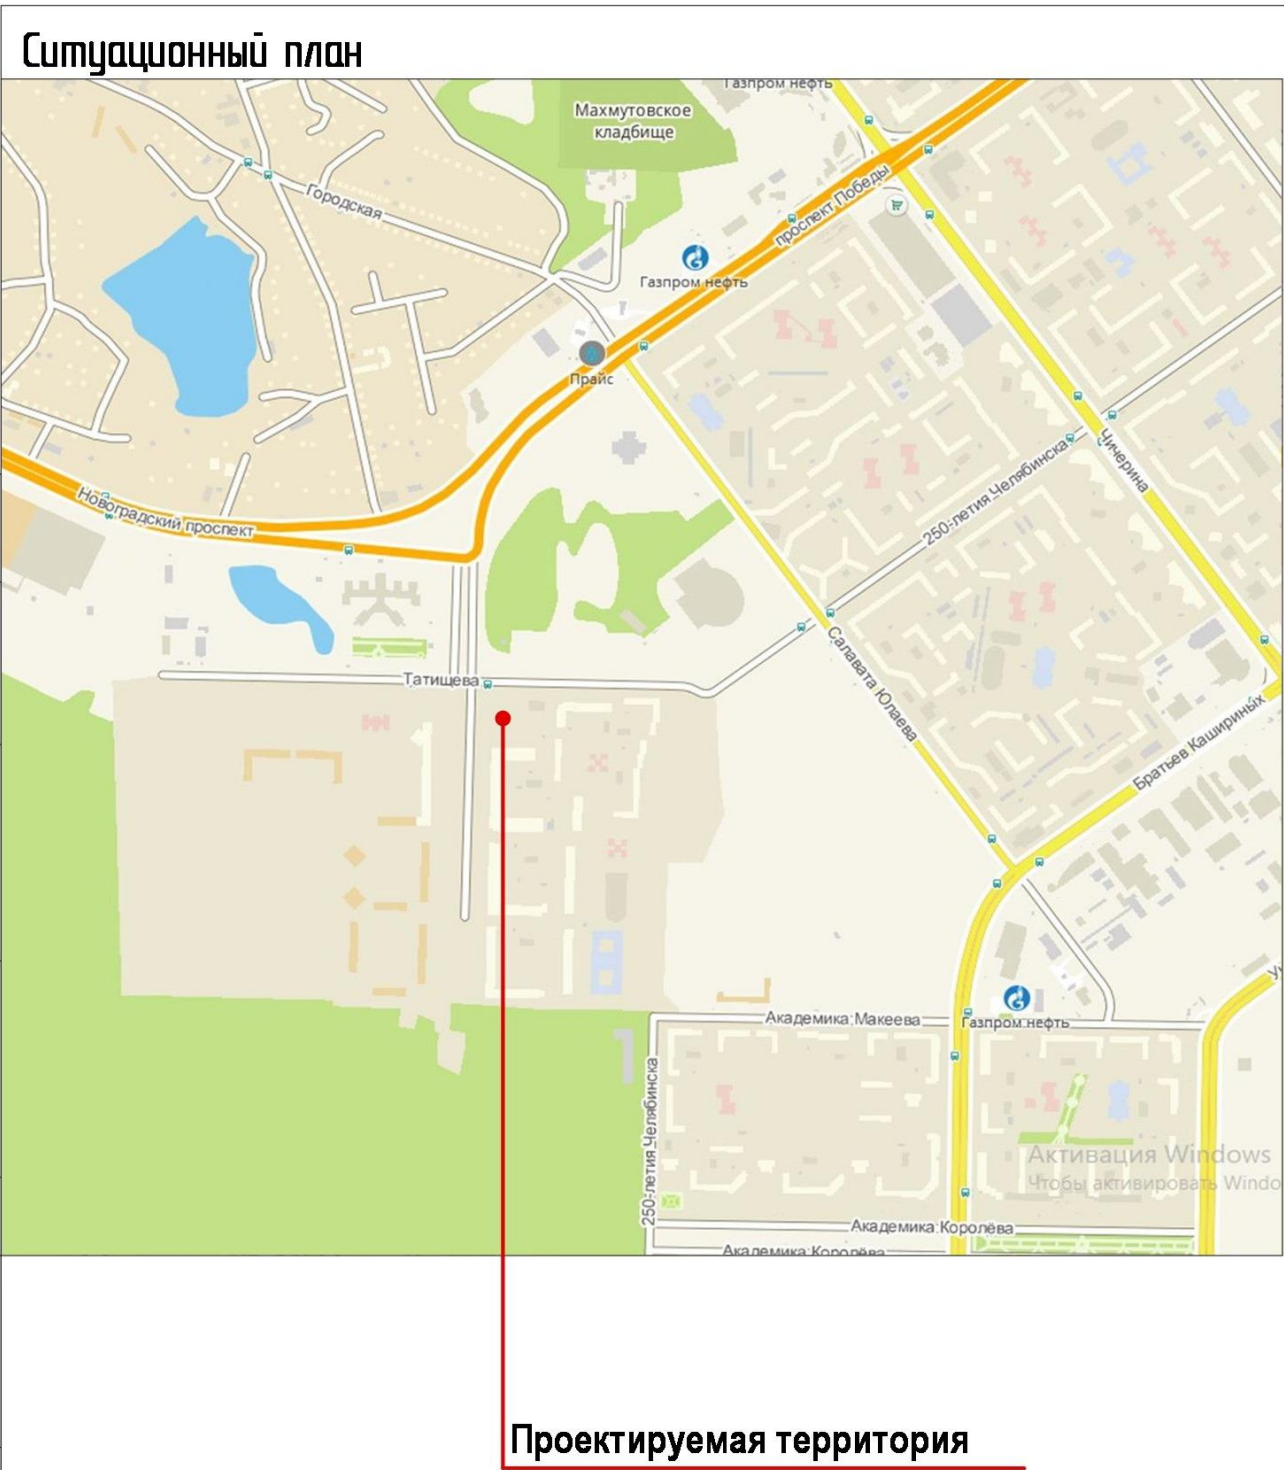 Ситуационный план
Газпром нефть
Махмутовское
кладбище
Городская
проспект Победы
Газпром нефть
Прайс
Чичерина
250-летия Челябинска
Новоградский проспект
Салавата Юлаева
Татищева
Братьев Кашириных
Академика Макеева
Газпром нефть
250-летия Челябинска
Активация Windows
Чтобы активировать Windo
Академика Королёва
Академика Королёва
Проектируемая территория